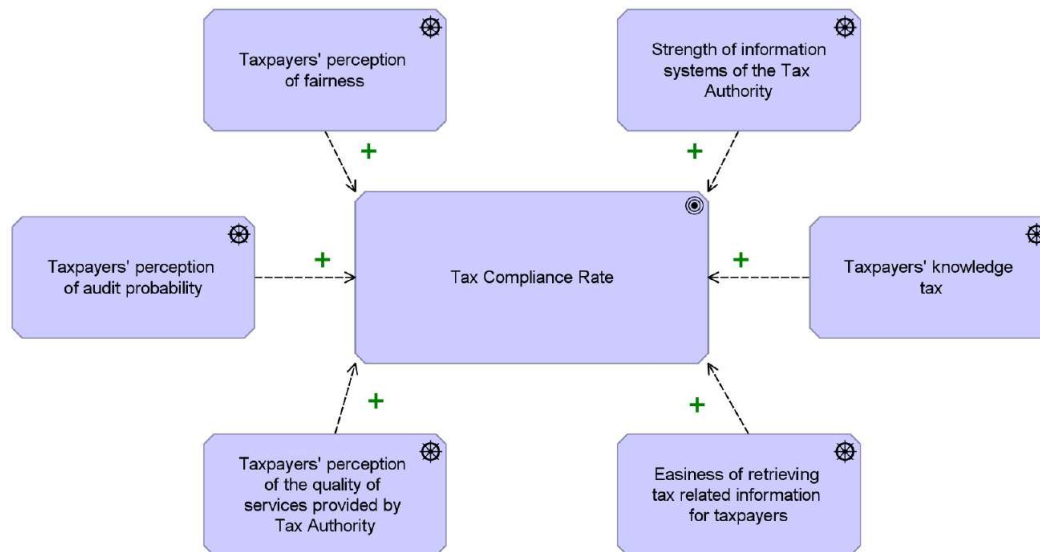 Taxpayers' perception
of fairness
Strength of information
systems of the Tax
Authority
+
+
Taxpayers' perception
of audit probability
+
Tax Compliance Rate
+
Taxpayers' knowledge
tax
+
+
Taxpayers' perception
of the quality of
services provided by
Tax Authority
Easiness of retrieving
tax related information
for taxpayers